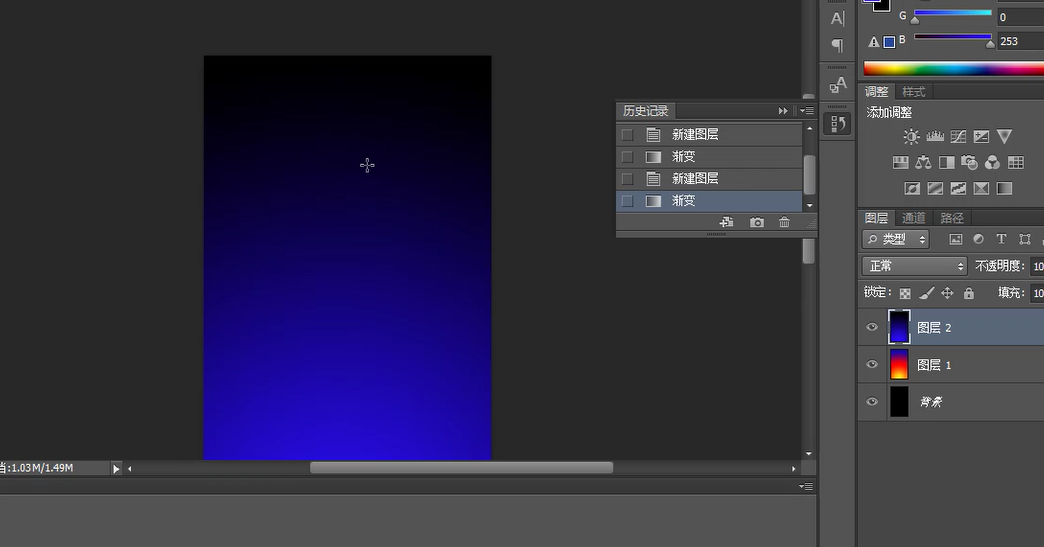 G 0
B 253
调整 样式
添加调整
历史记录
新建图层
渐变
新建图层
渐变
图层 通道 路径
类型
正常 不透明度: 10
锁定: 填充: 10
图层 2
图层 1
背景
当:1.03M/1.49M